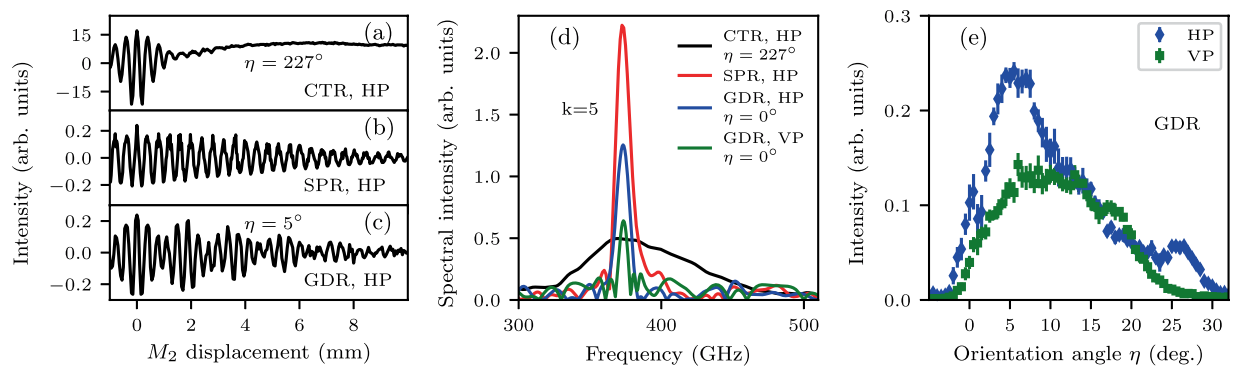 Intensity (arb. units)
15
0
−15
(a)
η = 227°
CTR, HP
0.2
0.0
−0.2
(b)
SPR, HP
0.2
0.0
−0.2
(c)
η = 5°
GDR, HP
0
2
4
6
8
M₂ displacement (mm)
Spectral intensity (arb. units)
2.0
1.5
1.0
0.5
0.0
(d)
k=5
CTR, HP
η = 227°
SPR, HP
GDR, HP
η = 0°
GDR, VP
η = 0°
300
400
500
Frequency (GHz)
Intensity (arb. units)
0.3
0.2
0.1
0.0
(e)
HP
VP
GDR
0
5
10
15
20
25
30
Orientation angle η (deg.)